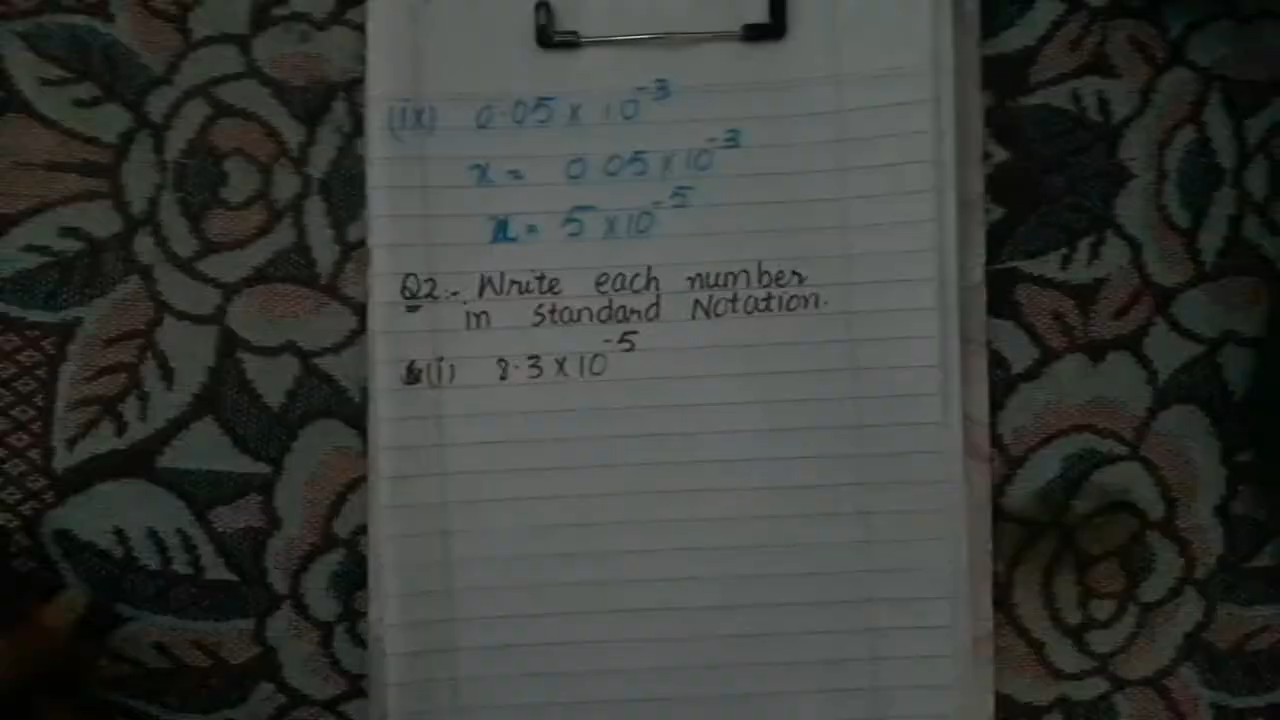 (ix) 0.05 × 10⁻³
x = 0.05 × 10⁻³
x = 5 × 10⁻⁵
Q2:- Write each number
in standard Notation.
(i) 8.3 × 10⁻⁵